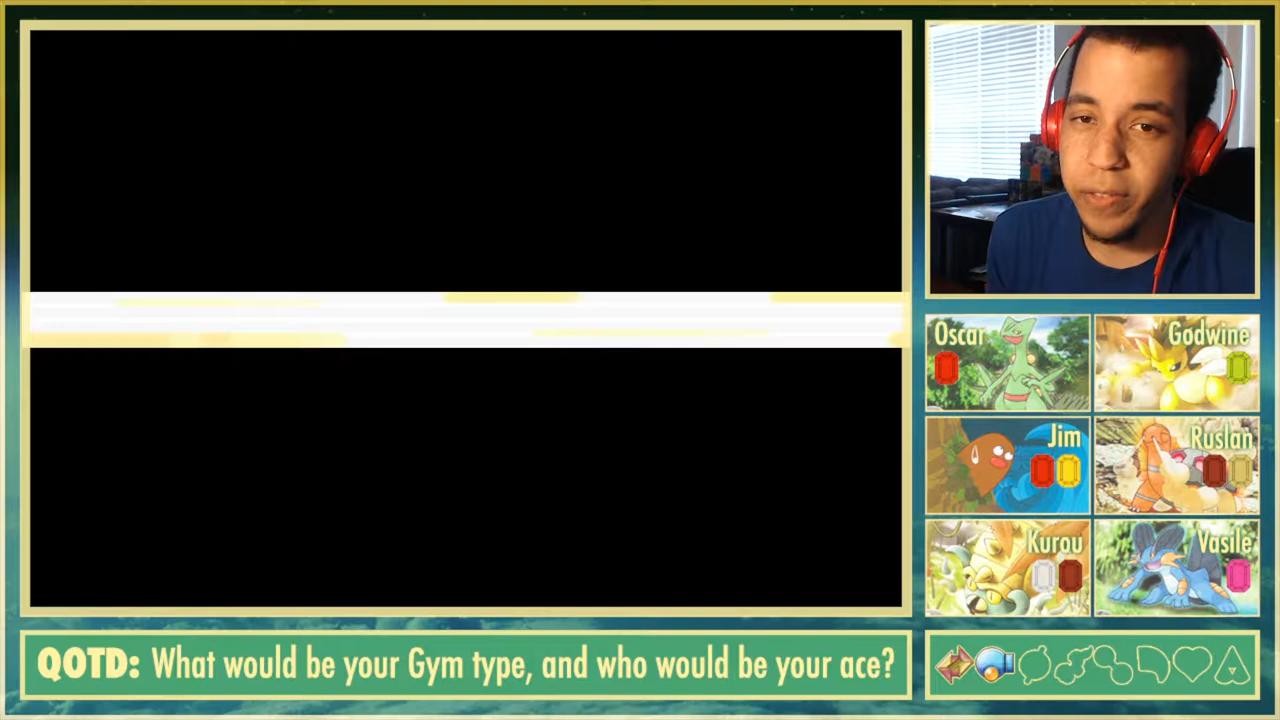 Oscar
Godwine
Jim
Ruslan
Kurou
Vasile
QOTD: What would be your Gym type, and who would be your ace?